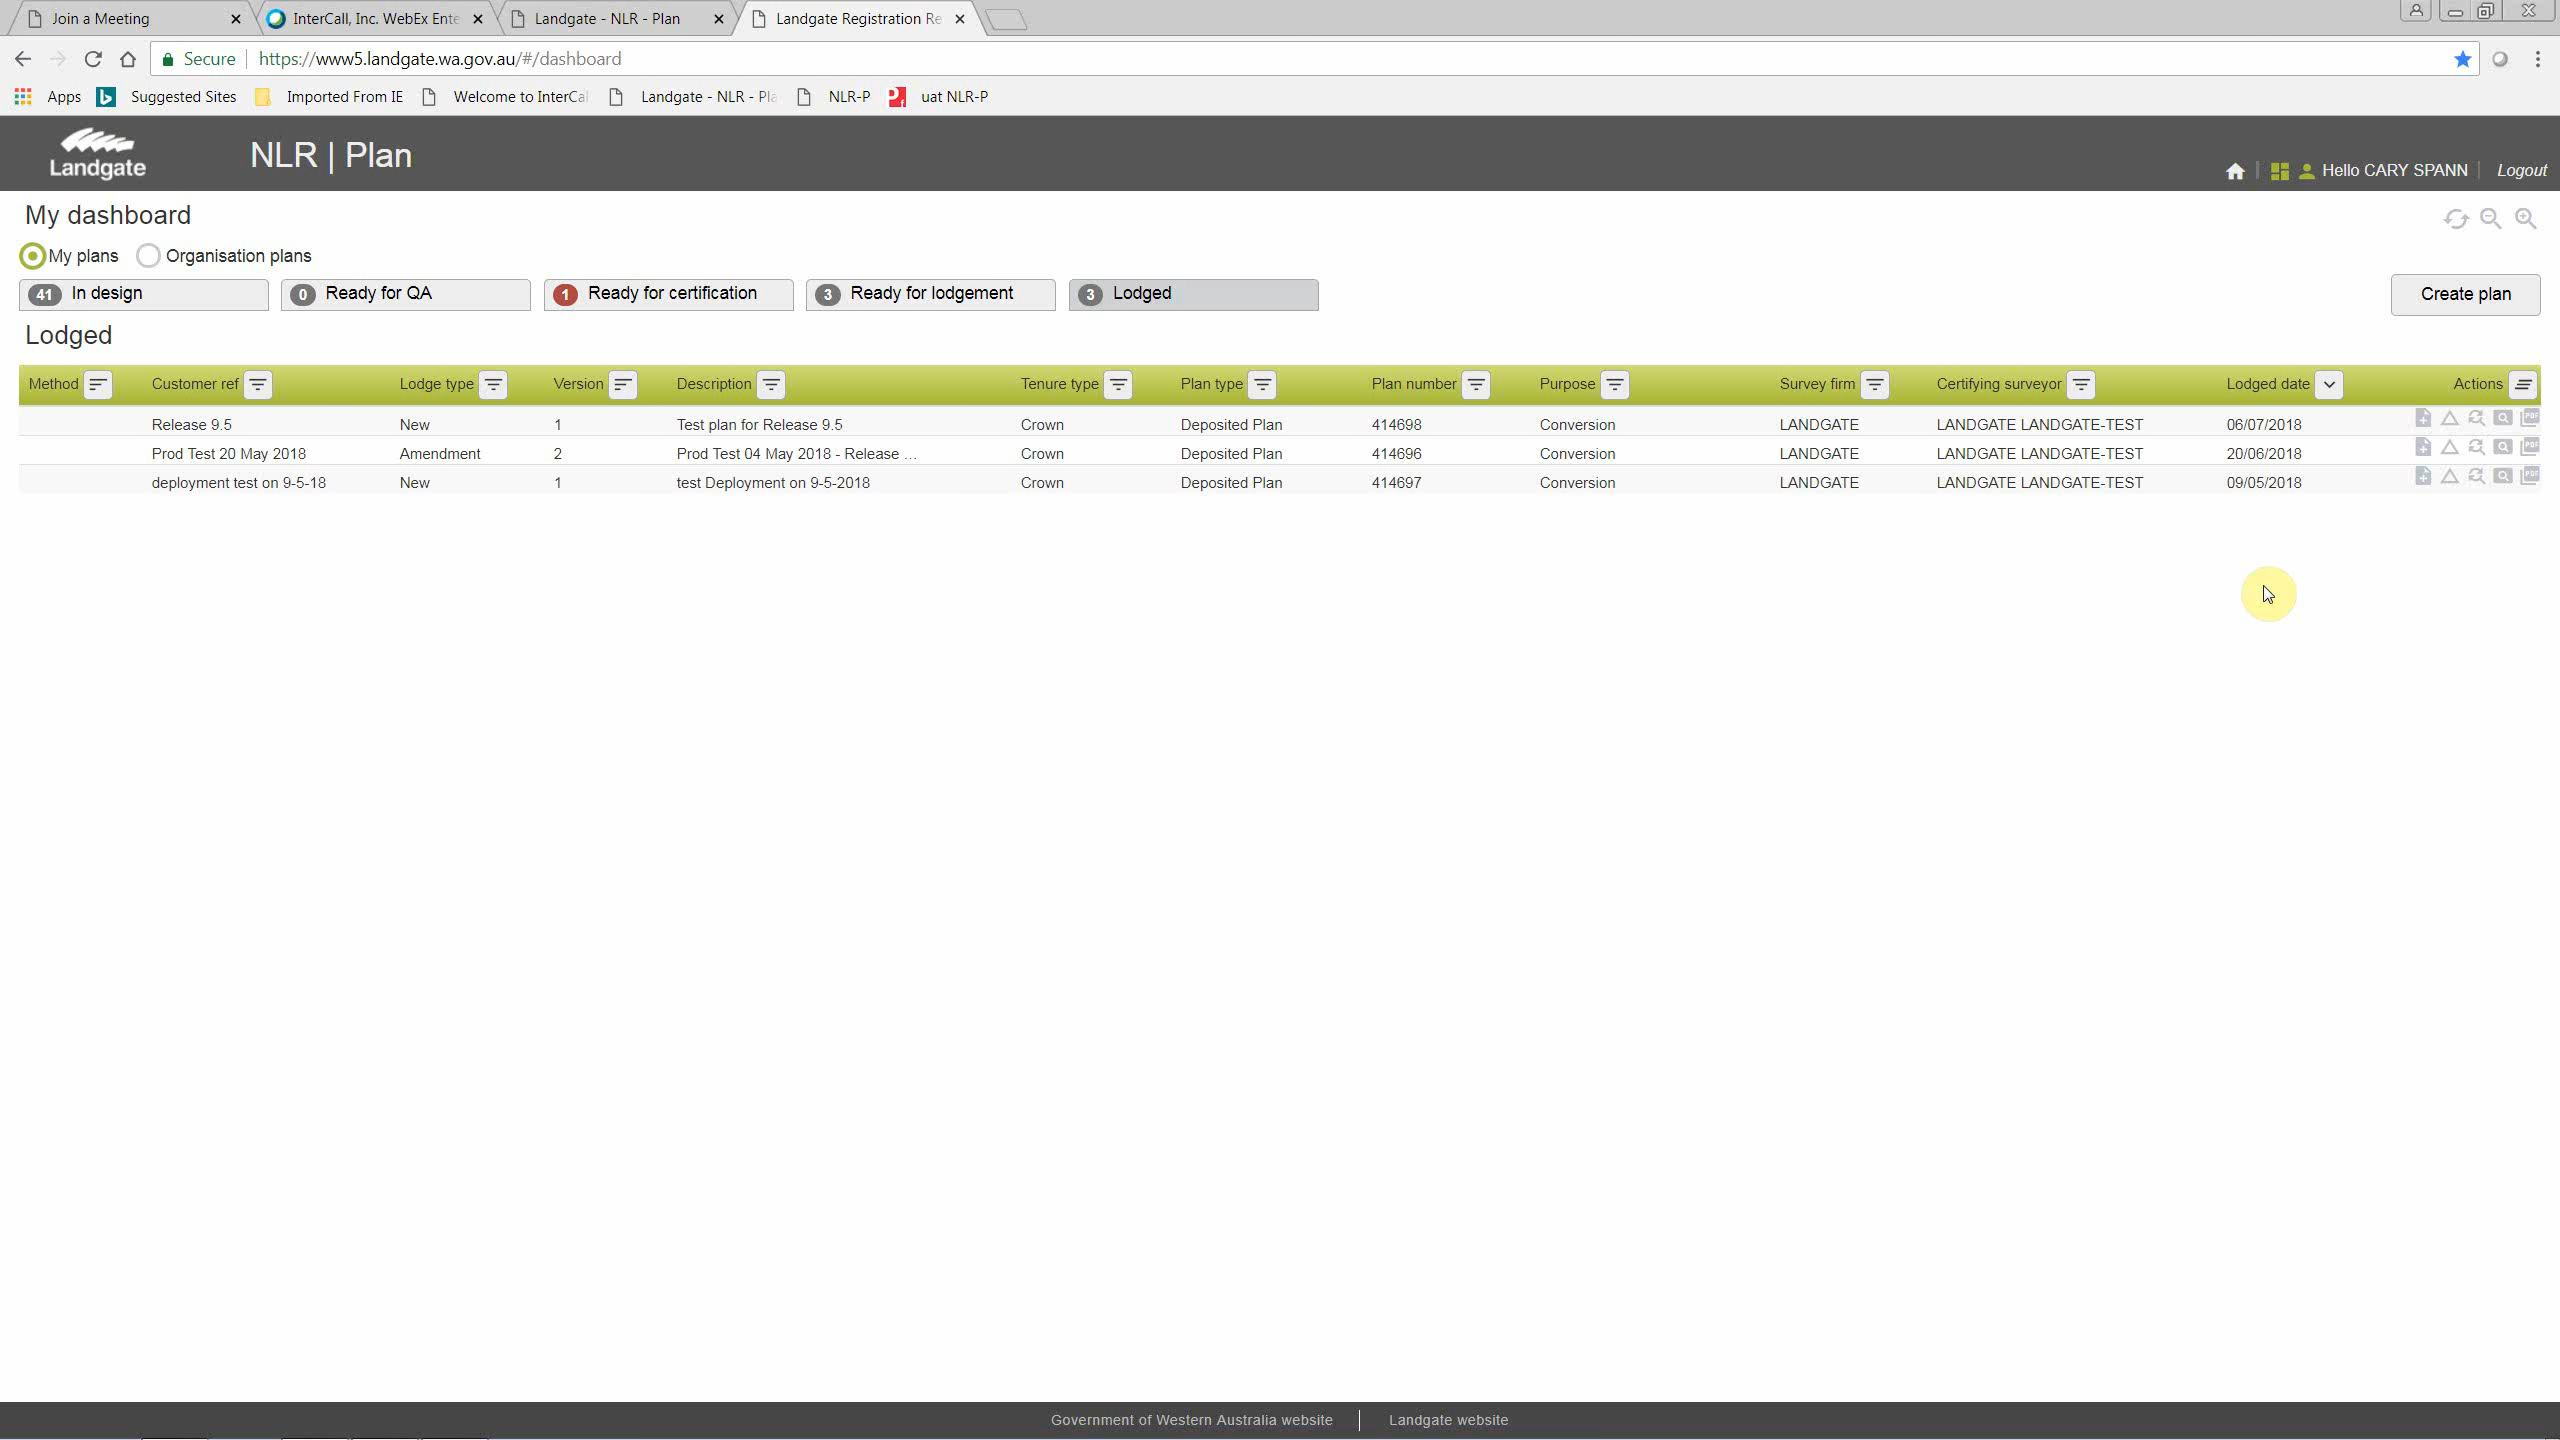 Join a Meeting
InterCall, Inc. WebEx Ente
Landgate - NLR - Plan
Landgate Registration Re
Secure https://www5.landgate.wa.gov.au/#/dashboard
Apps Suggested Sites Imported From IE Welcome to InterCal Landgate - NLR - Pla NLR-P uat NLR-P
Landgate
NLR | Plan
Hello CARY SPANN Logout
My dashboard
My plans Organisation plans
41 In design 0 Ready for QA 1 Ready for certification 3 Ready for lodgement 3 Lodged Create plan
Lodged
Method Customer ref Lodge type Version Description Tenure type Plan type Plan number Purpose Survey firm Certifying surveyor Lodged date Actions
Release 9.5 New 1 Test plan for Release 9.5 Crown Deposited Plan 414698 Conversion LANDGATE LANDGATE LANDGATE-TEST 06/07/2018 PDF
Prod Test 20 May 2018 Amendment 2 Prod Test 04 May 2018 - Release ... Crown Deposited Plan 414696 Conversion LANDGATE LANDGATE LANDGATE-TEST 20/06/2018 PDF
deployment test on 9-5-18 New 1 test Deployment on 9-5-2018 Crown Deposited Plan 414697 Conversion LANDGATE LANDGATE LANDGATE-TEST 09/05/2018 PDF
Government of Western Australia website Landgate website